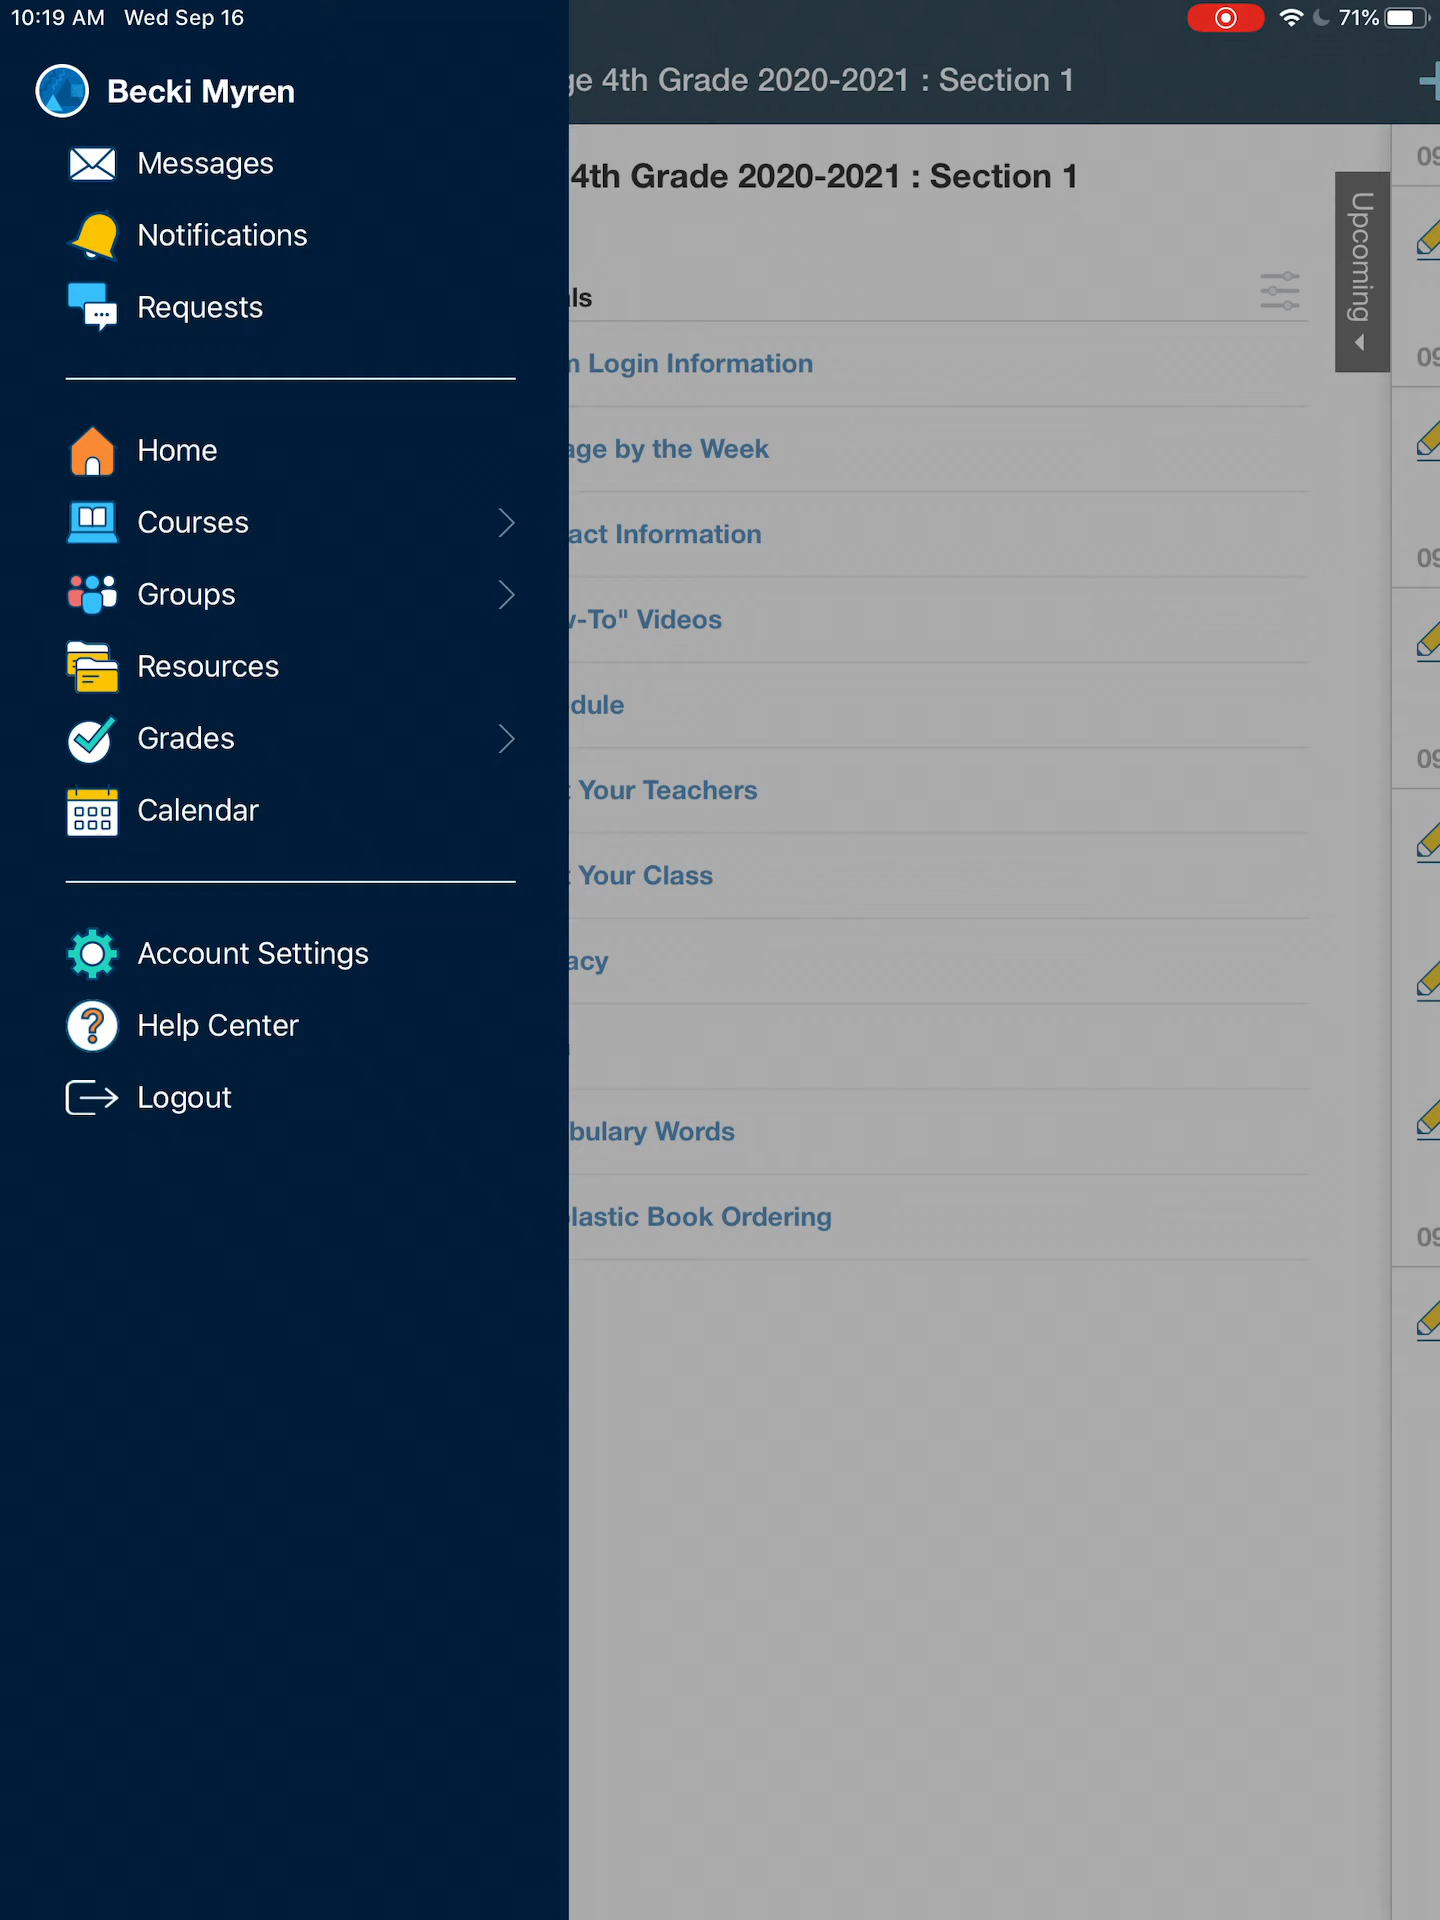 10:19 AM Wed Sep 16
71%
Becki Myren
Messages
Notifications
Requests
Home
Courses
Groups
Resources
Grades
Calendar
Account Settings
Help Center
Logout
ge 4th Grade 2020-2021 : Section 1
4th Grade 2020-2021 : Section 1
ls
Login Information
age by the Week
act Information
-To" Videos
dule
Your Teachers
Your Class
acy
bulary Words
lastic Book Ordering
Upcoming
09
09
09
09
09